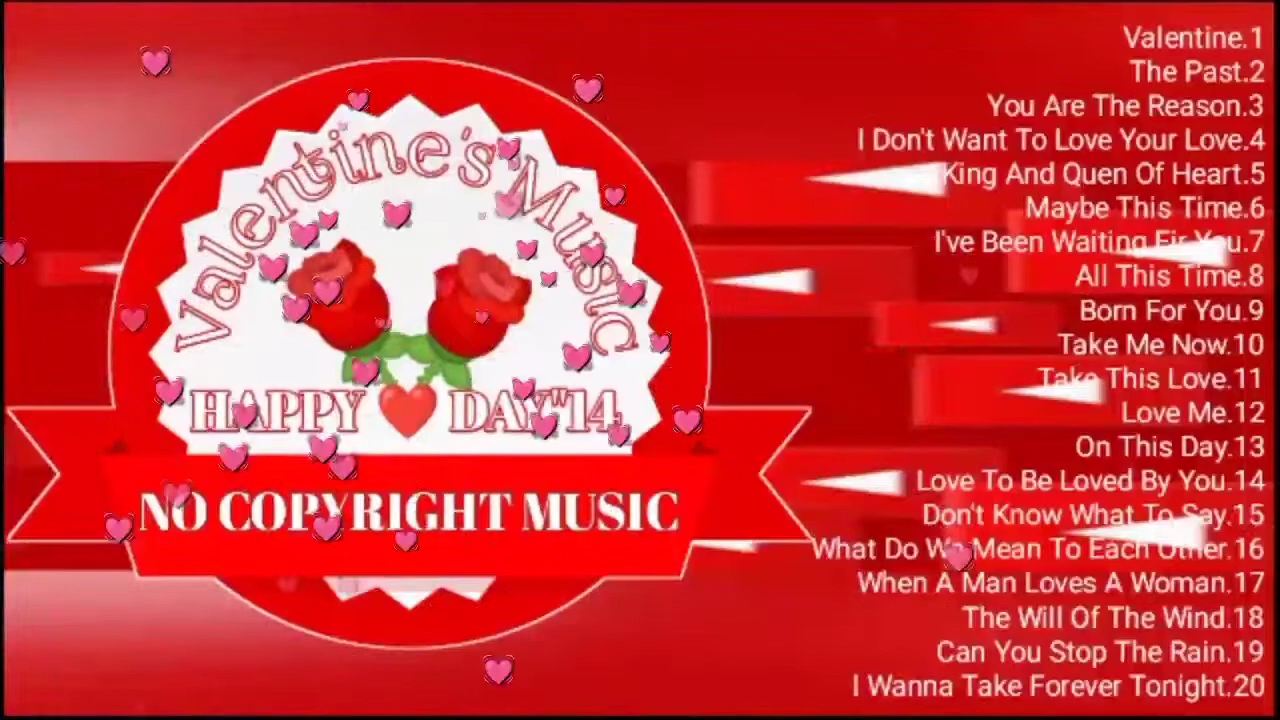 Valentine's Music
HAPPY DAY"14
NO COPYRIGHT MUSIC
Valentine.1
The Past.2
You Are The Reason.3
I Don't Want To Love Your Love.4
King And Quen Of Heart.5
Maybe This Time.6
I've Been Waiting Fir You.7
All This Time.8
Born For You.9
Take Me Now.10
Take This Love.11
Love Me.12
On This Day.13
Love To Be Loved By You.14
Don't Know What To Say.15
What Do We Mean To Each Other.16
When A Man Loves A Woman.17
The Will Of The Wind.18
Can You Stop The Rain.19
I Wanna Take Forever Tonight.20